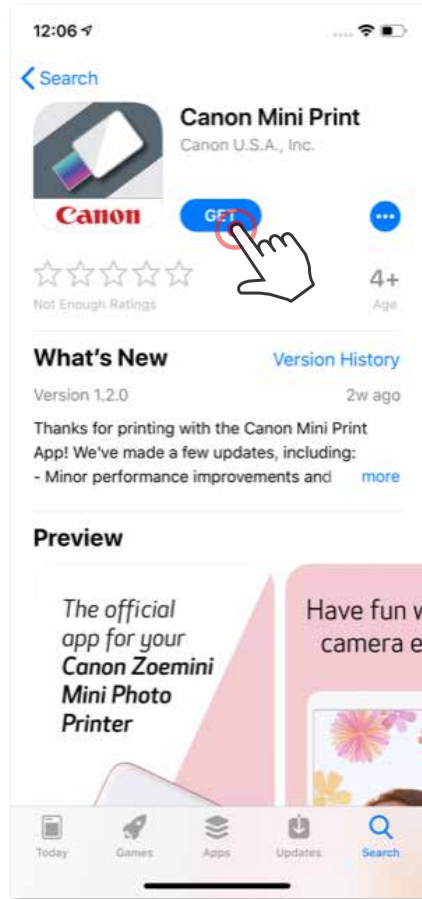 12:06
Search
Canon Mini Print
Canon U.S.A., Inc.
Canon
GET
4+
Not Enough Ratings
Age
What's New
Version History
Version 1.2.0
2w ago
Thanks for printing with the Canon Mini Print
App! We've made a few updates, including:
- Minor performance improvements and
more
Preview
The official
app for your
Canon Zoemini
Mini Photo
Printer
Have fun w
camera e
Today
Games
Apps
Updates
Search